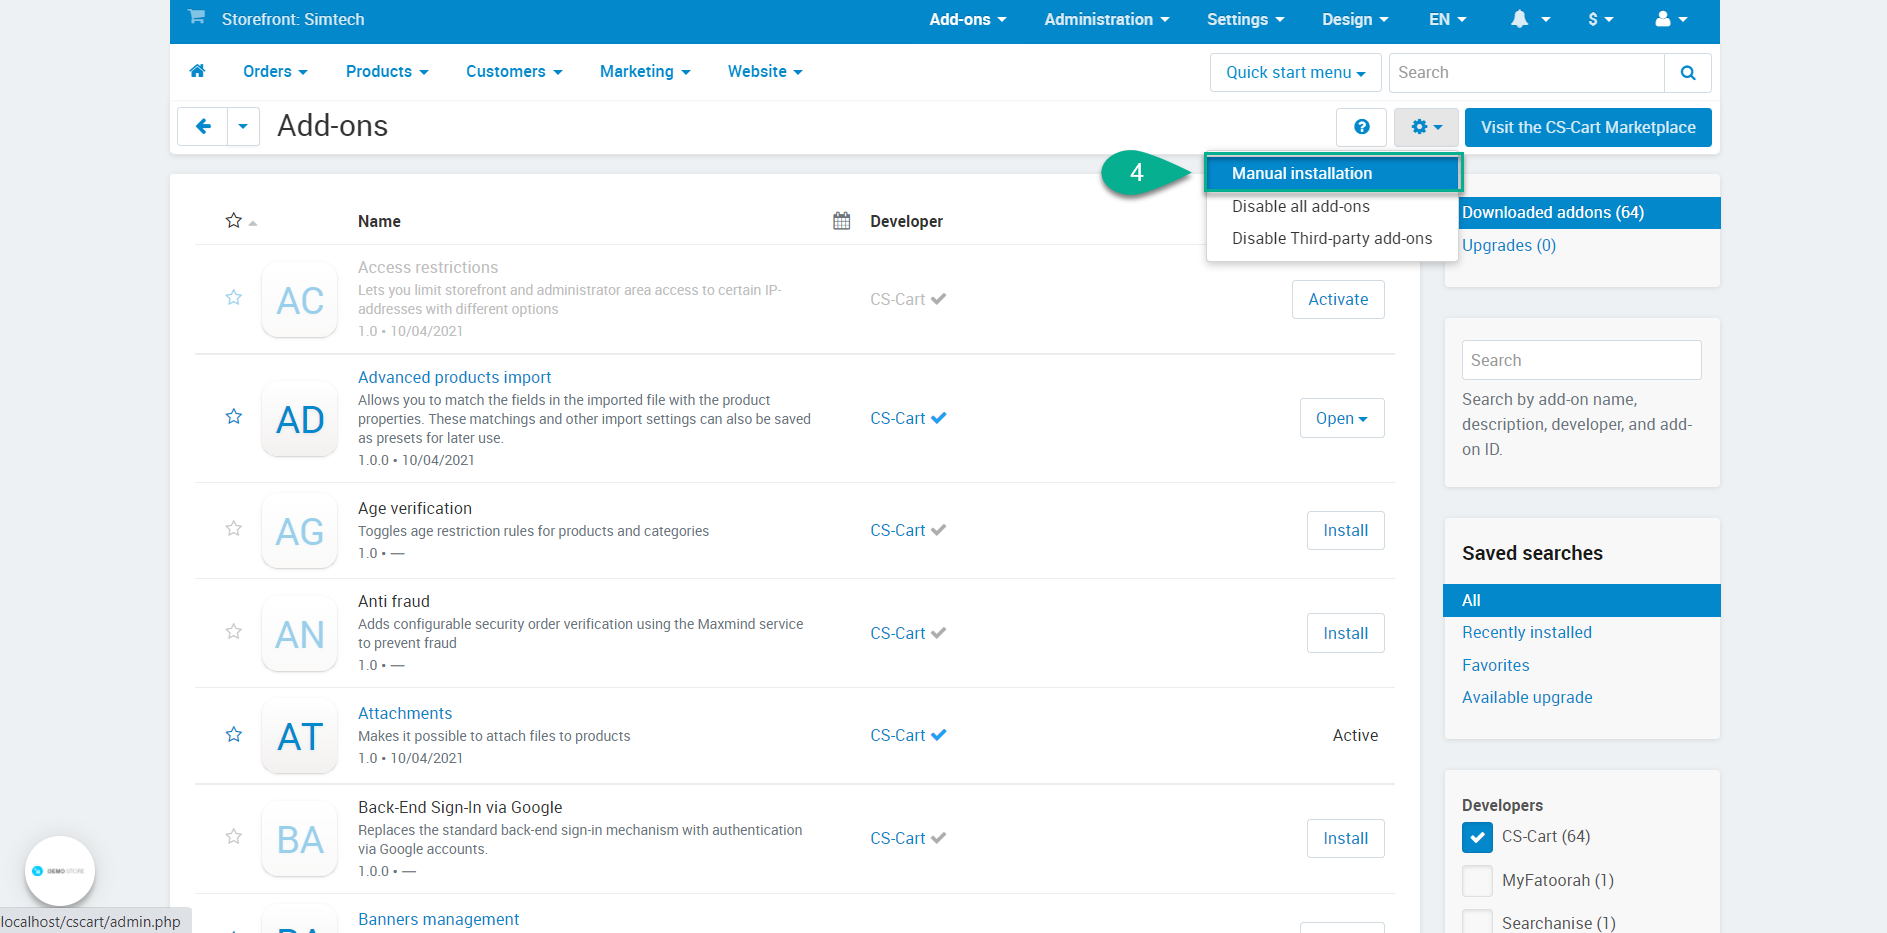 Storefront: Simtech
Add-ons
Administration
Settings
Design
EN
$
Orders
Products
Customers
Marketing
Website
Quick start menu
Search
Add-ons
Visit the CS-Cart Marketplace
4
Manual installation
Disable all add-ons
Disable Third-party add-ons
Name
Developer
Access restrictions
Lets you limit storefront and administrator area access to certain IP-
addresses with different options
1.0 • 10/04/2021
AC
CS-Cart
Activate
Advanced products import
Allows you to match the fields in the imported file with the product
properties. These matchings and other import settings can also be saved
as presets for later use.
1.0.0 • 10/04/2021
AD
CS-Cart
Open
Age verification
Toggles age restriction rules for products and categories
1.0 • —
AG
CS-Cart
Install
Anti fraud
Adds configurable security order verification using the Maxmind service
to prevent fraud
1.0 • —
AN
CS-Cart
Install
Attachments
Makes it possible to attach files to products
1.0 • 10/04/2021
AT
CS-Cart
Active
Back-End Sign-In via Google
Replaces the standard back-end sign-in mechanism with authentication
via Google accounts.
1.0.0 • —
BA
CS-Cart
Install
Banners management
BA
Downloaded addons (64)
Upgrades (0)
Search
Search by add-on name,
description, developer, and add-
on ID.
Saved searches
All
Recently installed
Favorites
Available upgrade
Developers
CS-Cart (64)
MyFatoorah (1)
Searchanise (1)
DEMO STORE
localhost/cscart/admin.php